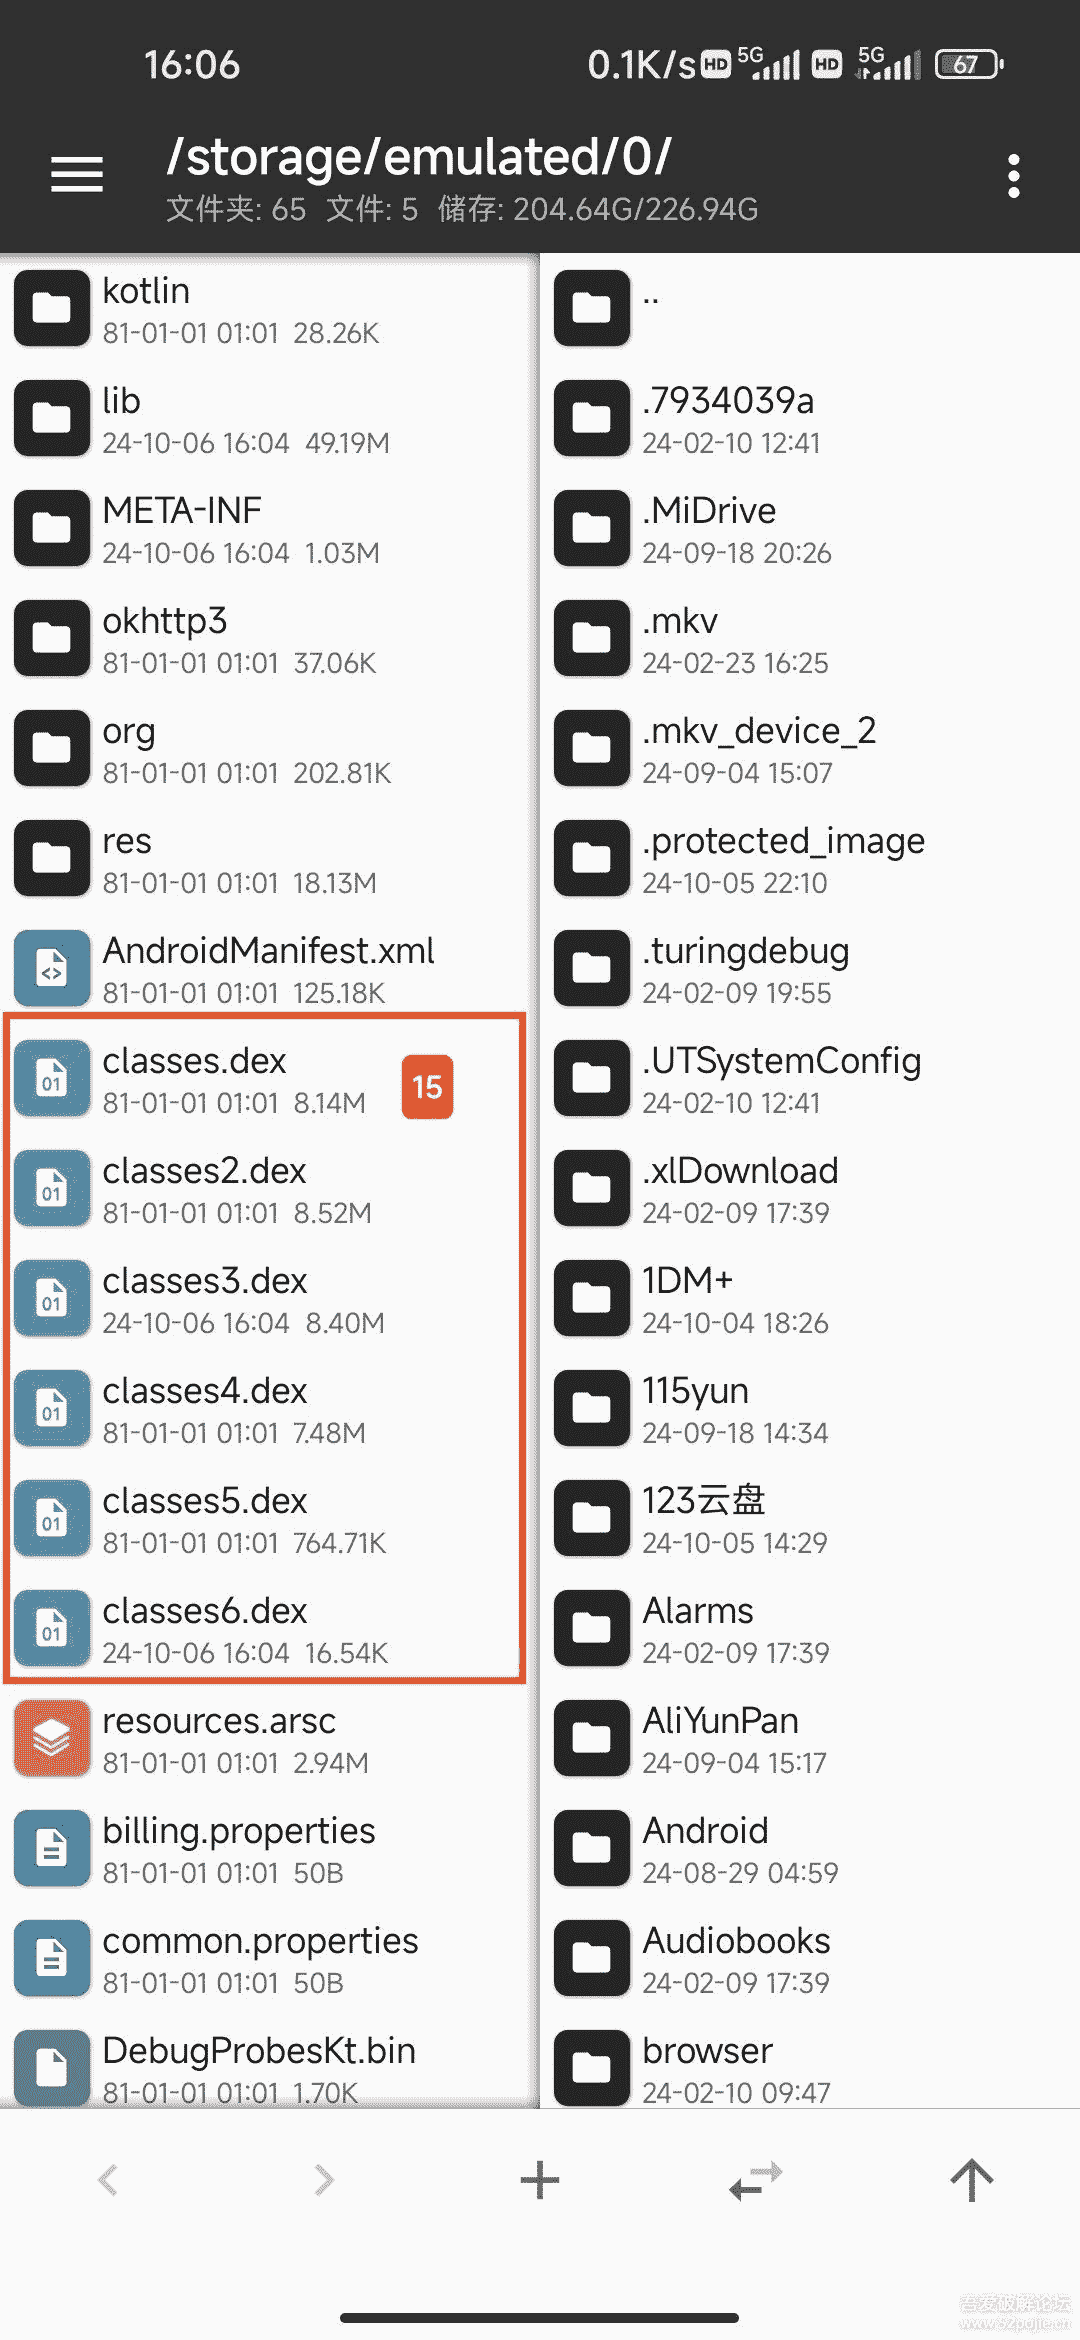 16:06
0.1K/s HD 5G HD 5G 67
/storage/emulated/0/
文件夹: 65 文件: 5 储存: 204.64G/226.94G
kotlin
81-01-01 01:01 28.26K
lib
24-10-06 16:04 49.19M
META-INF
24-10-06 16:04 1.03M
okhttp3
81-01-01 01:01 37.06K
org
81-01-01 01:01 202.81K
res
81-01-01 01:01 18.13M
AndroidManifest.xml
81-01-01 01:01 125.18K
classes.dex
81-01-01 01:01 8.14M
15
classes2.dex
81-01-01 01:01 8.52M
classes3.dex
24-10-06 16:04 8.40M
classes4.dex
81-01-01 01:01 7.48M
classes5.dex
81-01-01 01:01 764.71K
classes6.dex
24-10-06 16:04 16.54K
resources.arsc
81-01-01 01:01 2.94M
billing.properties
81-01-01 01:01 50B
common.properties
81-01-01 01:01 50B
DebugProbesKt.bin
81-01-01 01:01 1.70K
..
.7934039a
24-02-10 12:41
.MiDrive
24-09-18 20:26
.mkv
24-02-23 16:25
.mkv_device_2
24-09-04 15:07
.protected_image
24-10-05 22:10
.turingdebug
24-02-09 19:55
.UTSystemConfig
24-02-10 12:41
.xlDownload
24-02-09 17:39
1DM+
24-10-04 18:26
115yun
24-09-18 14:34
123云盘
24-10-05 14:29
Alarms
24-02-09 17:39
AliYunPan
24-09-04 15:17
Android
24-08-29 04:59
Audiobooks
24-02-09 17:39
browser
24-02-10 09:47
吾爱破解论坛
www.52pojie.cn